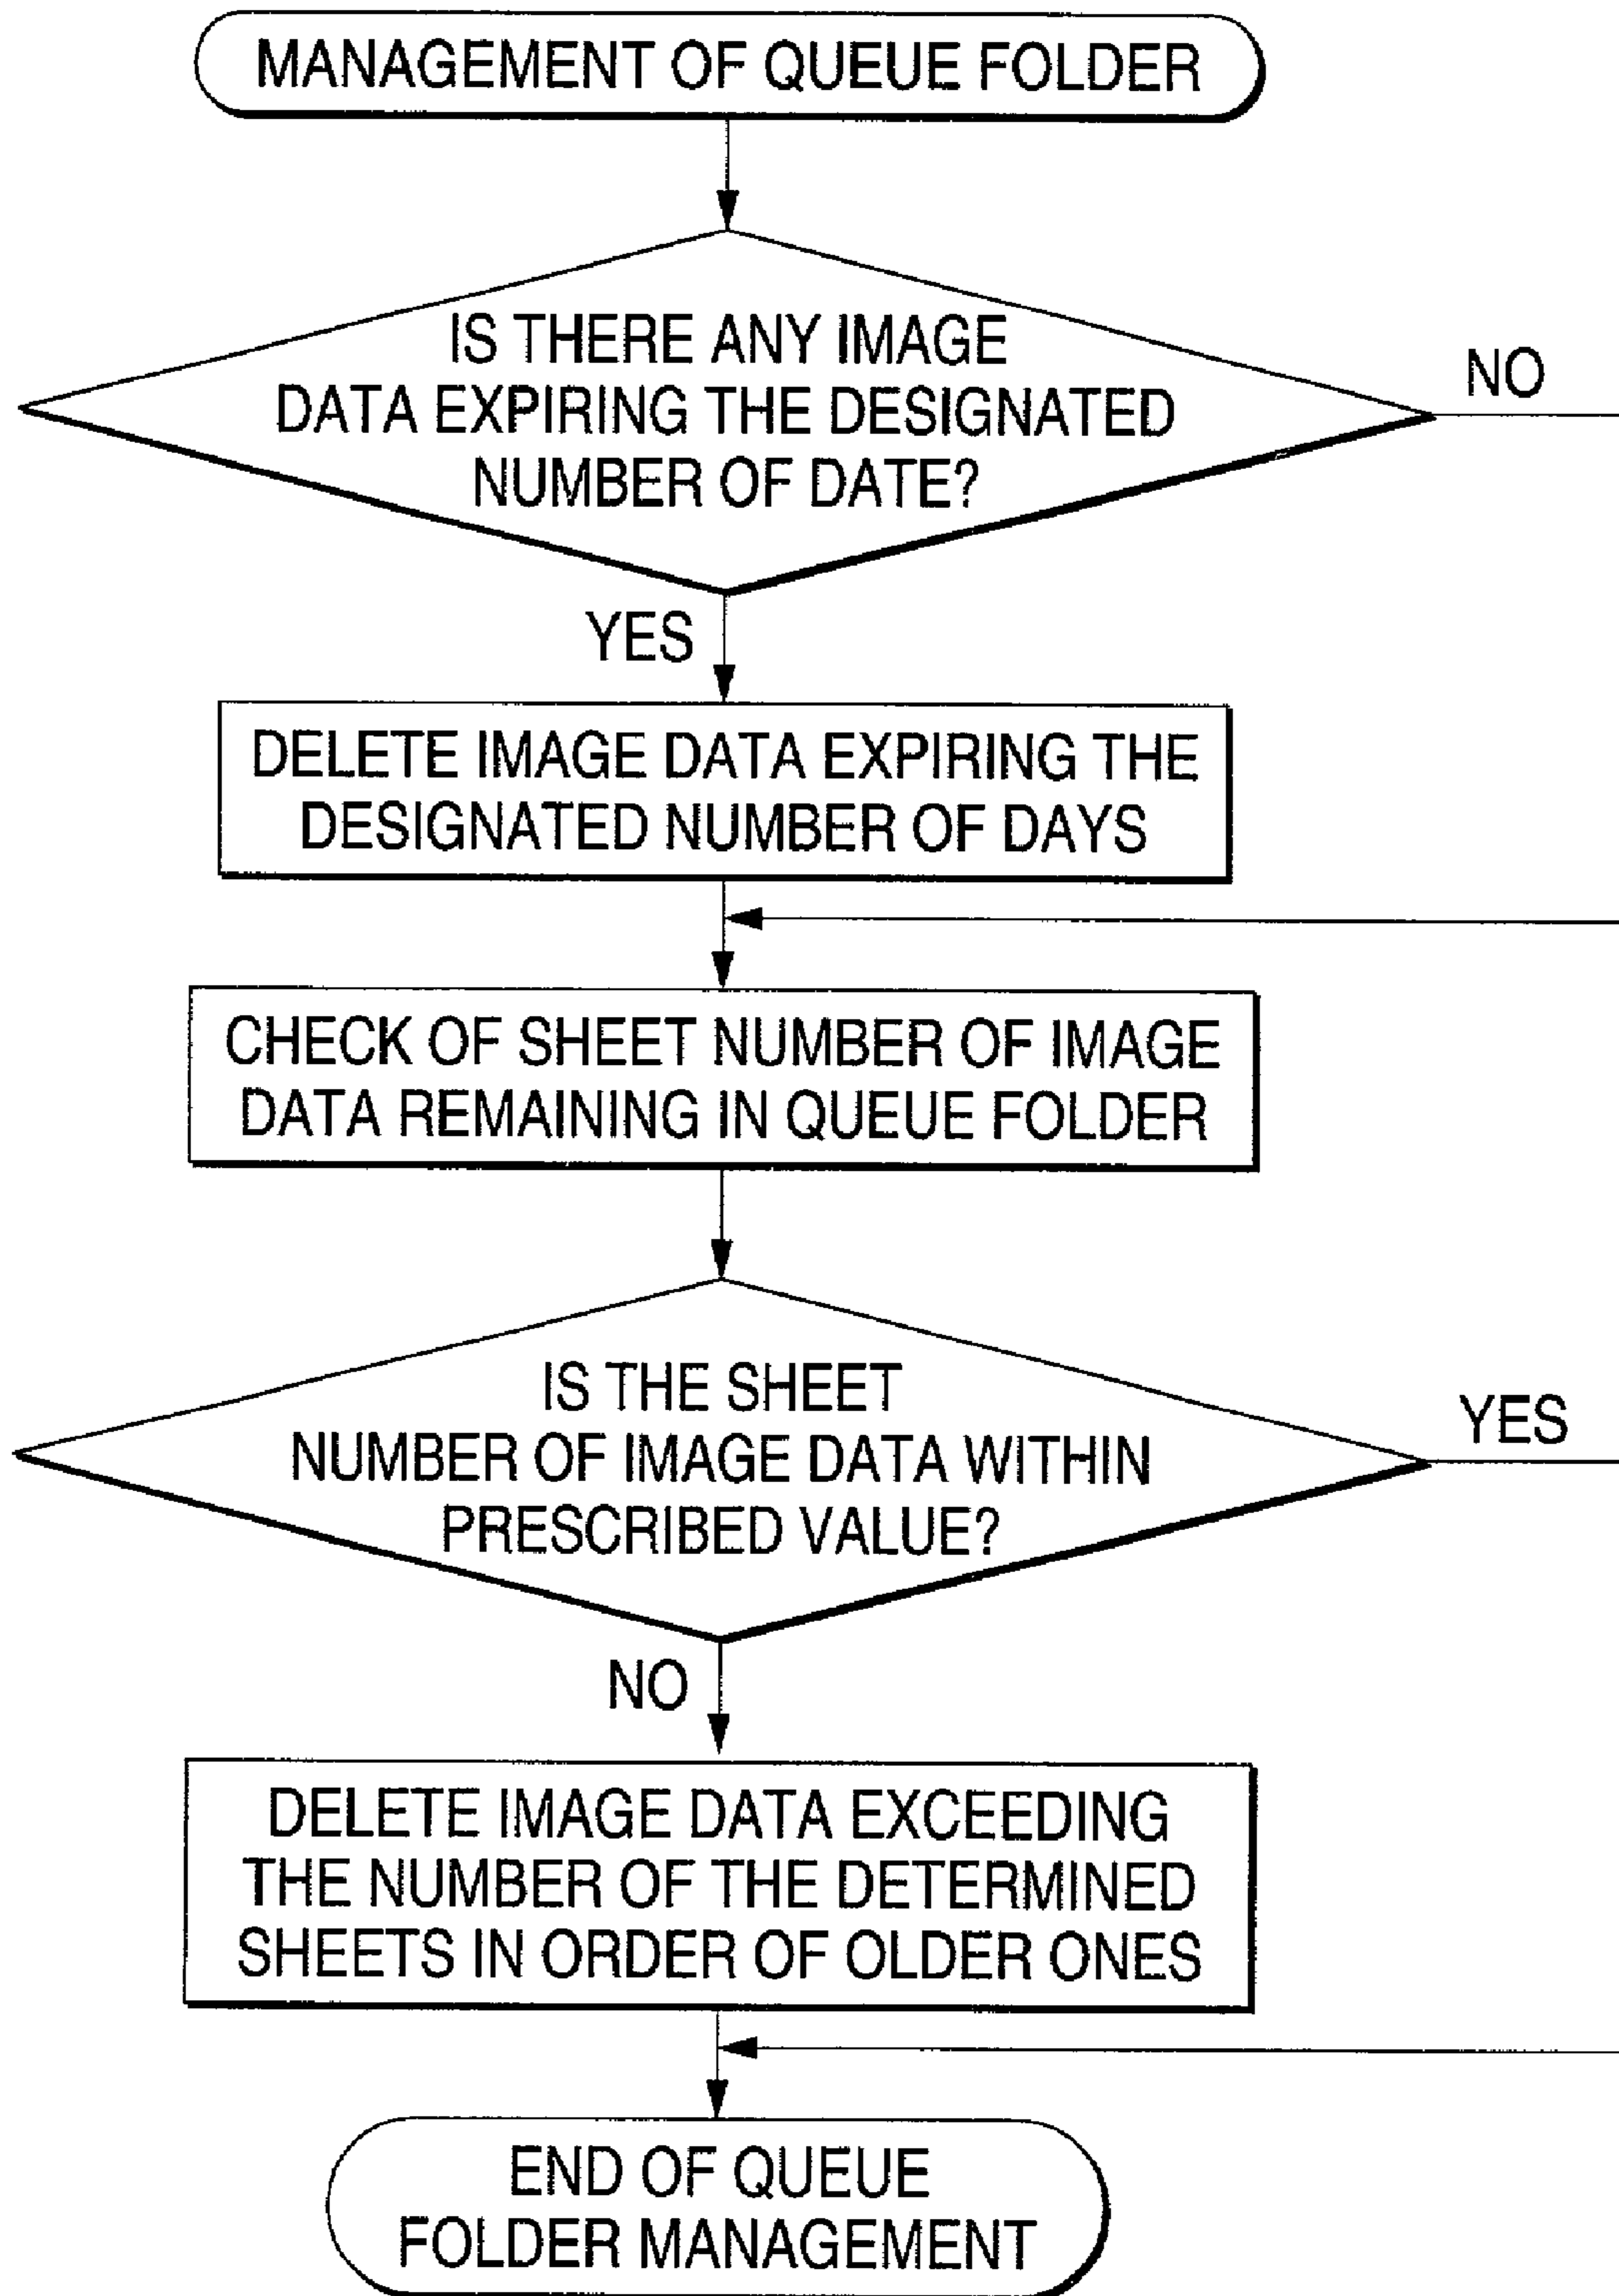 MANAGEMENT OF QUEUE FOLDER
IS THERE ANY IMAGE
DATA EXPIRING THE DESIGNATED
NUMBER OF DATE?
NO
YES
DELETE IMAGE DATA EXPIRING THE
DESIGNATED NUMBER OF DAYS
CHECK OF SHEET NUMBER OF IMAGE
DATA REMAINING IN QUEUE FOLDER
IS THE SHEET
NUMBER OF IMAGE DATA WITHIN
PRESCRIBED VALUE?
YES
NO
DELETE IMAGE DATA EXCEEDING
THE NUMBER OF THE DETERMINED
SHEETS IN ORDER OF OLDER ONES
END OF QUEUE
FOLDER MANAGEMENT